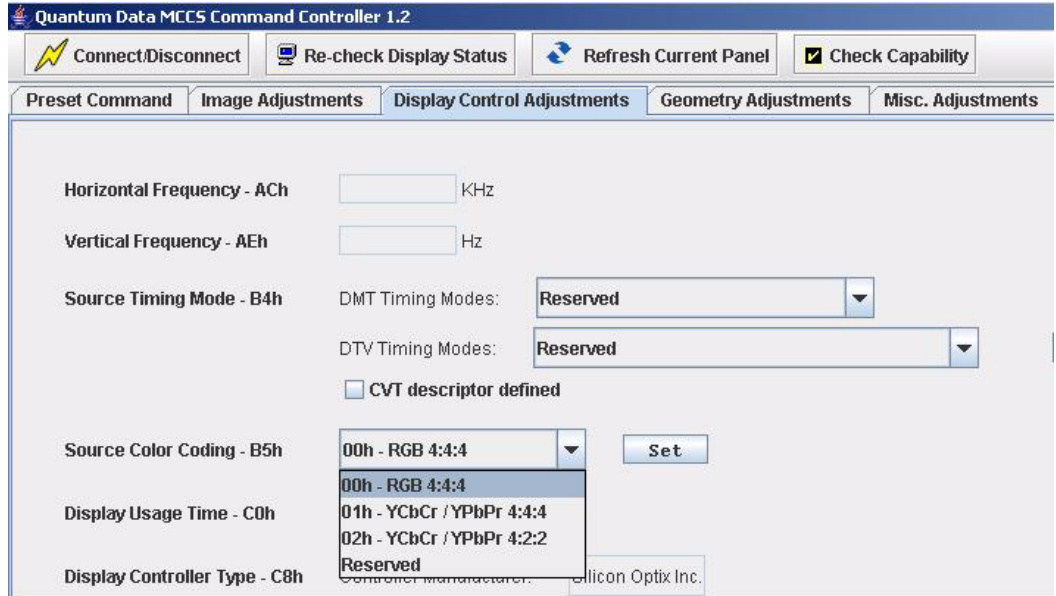 Quantum Data MCCS Command Controller 1.2
Connect/Disconnect Re-check Display Status Refresh Current Panel Check Capability
Preset Command Image Adjustments Display Control Adjustments Geometry Adjustments Misc. Adjustments
Horizontal Frequency - ACh KHz
Vertical Frequency - AEh Hz
Source Timing Mode - B4h DMT Timing Modes: Reserved
DTV Timing Modes: Reserved
CVT descriptor defined
Source Color Coding - B5h 00h - RGB 4:4:4 Set
00h - RGB 4:4:4
01h - YCbCr / YPbPr 4:4:4
Display Usage Time - C0h
02h - YCbCr / YPbPr 4:2:2
Reserved
Display Controller Type - C8h Controller Manufacturer: Silicon Optix Inc.